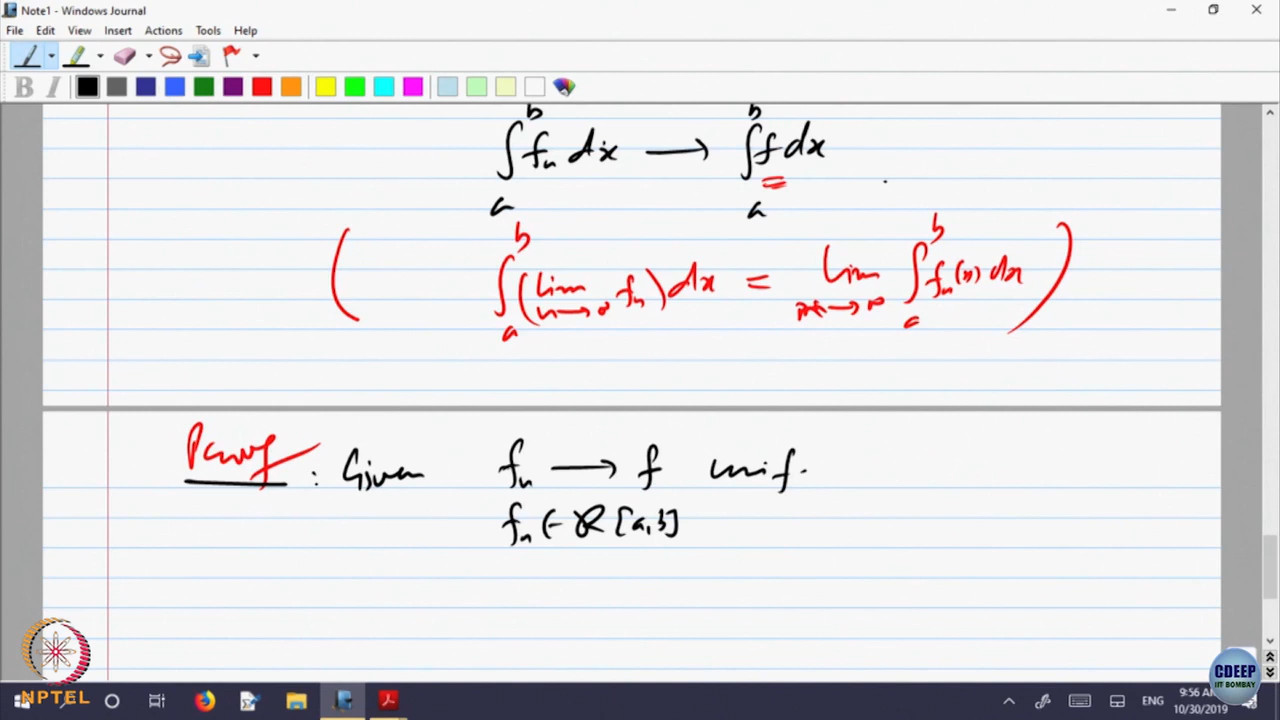 Note1 - Windows Journal
File Edit View Insert Actions Tools Help
B I
∫_a^b f_n dx ⟶ ∫_a^b f dx
( ∫_a^b ( lim_{n→∞} f_n ) dx = lim_{n→∞} ∫_a^b f_n(x) dx )
Proof : Given f_n ⟶ f unif.
f_n ∈ R [a,b]
NPTEL
CDEEP
IIT BOMBAY
ENG
9:56 AM
10/30/2019